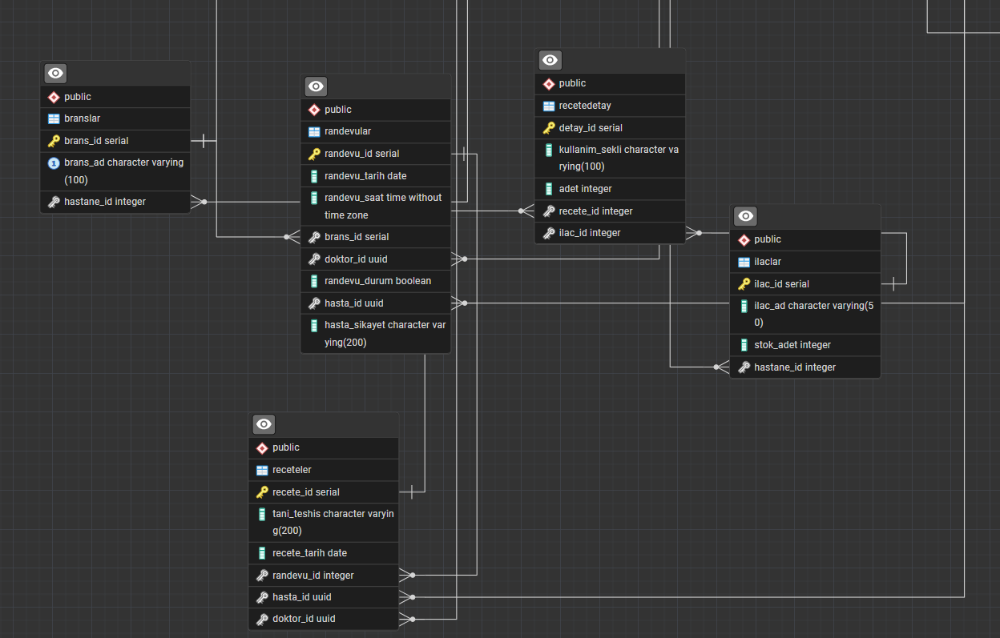 public
branslar
brans_id serial
brans_ad character varying
(100)
hastane_id integer
public
randevular
randevu_id serial
randevu_tarih date
randevu_saat time without
time zone
brans_id serial
doktor_id uuid
randevu_durum boolean
hasta_id uuid
hasta_sikayet character var
ying(200)
public
recetedetay
detay_id serial
kullanim_sekli character va
rying(100)
adet integer
recete_id integer
ilac_id integer
public
ilaclar
ilac_id serial
ilac_ad character varying(5
0)
stok_adet integer
hastane_id integer
public
receteler
recete_id serial
tani_teshis character varyin
g(200)
recete_tarih date
randevu_id integer
hasta_id uuid
doktor_id uuid